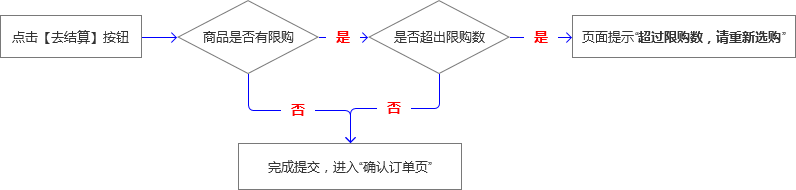 点击【去结算】按钮
商品是否有限购
是
是否超出限购数
是
页面提示“超过限购数，请重新选购”
否
否
完成提交，进入“确认订单页”